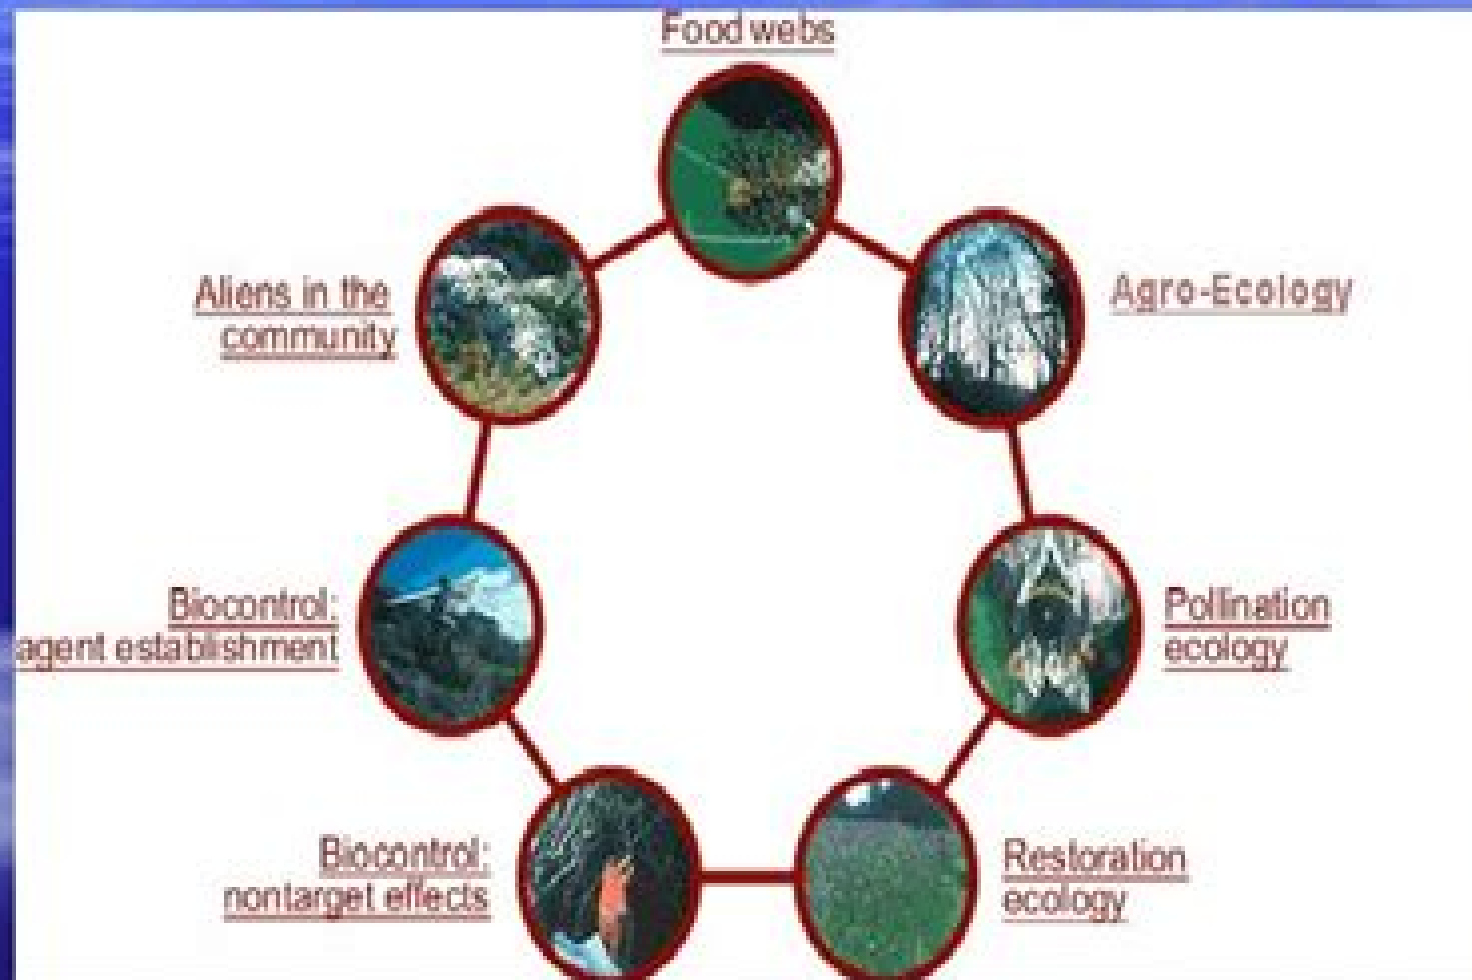 Food webs
Agro-Ecology
Aliens in the
community
Biocontrol:
agent establishment
Pollination
ecology
Biocontrol:
nontarget effects
Restoration
ecology